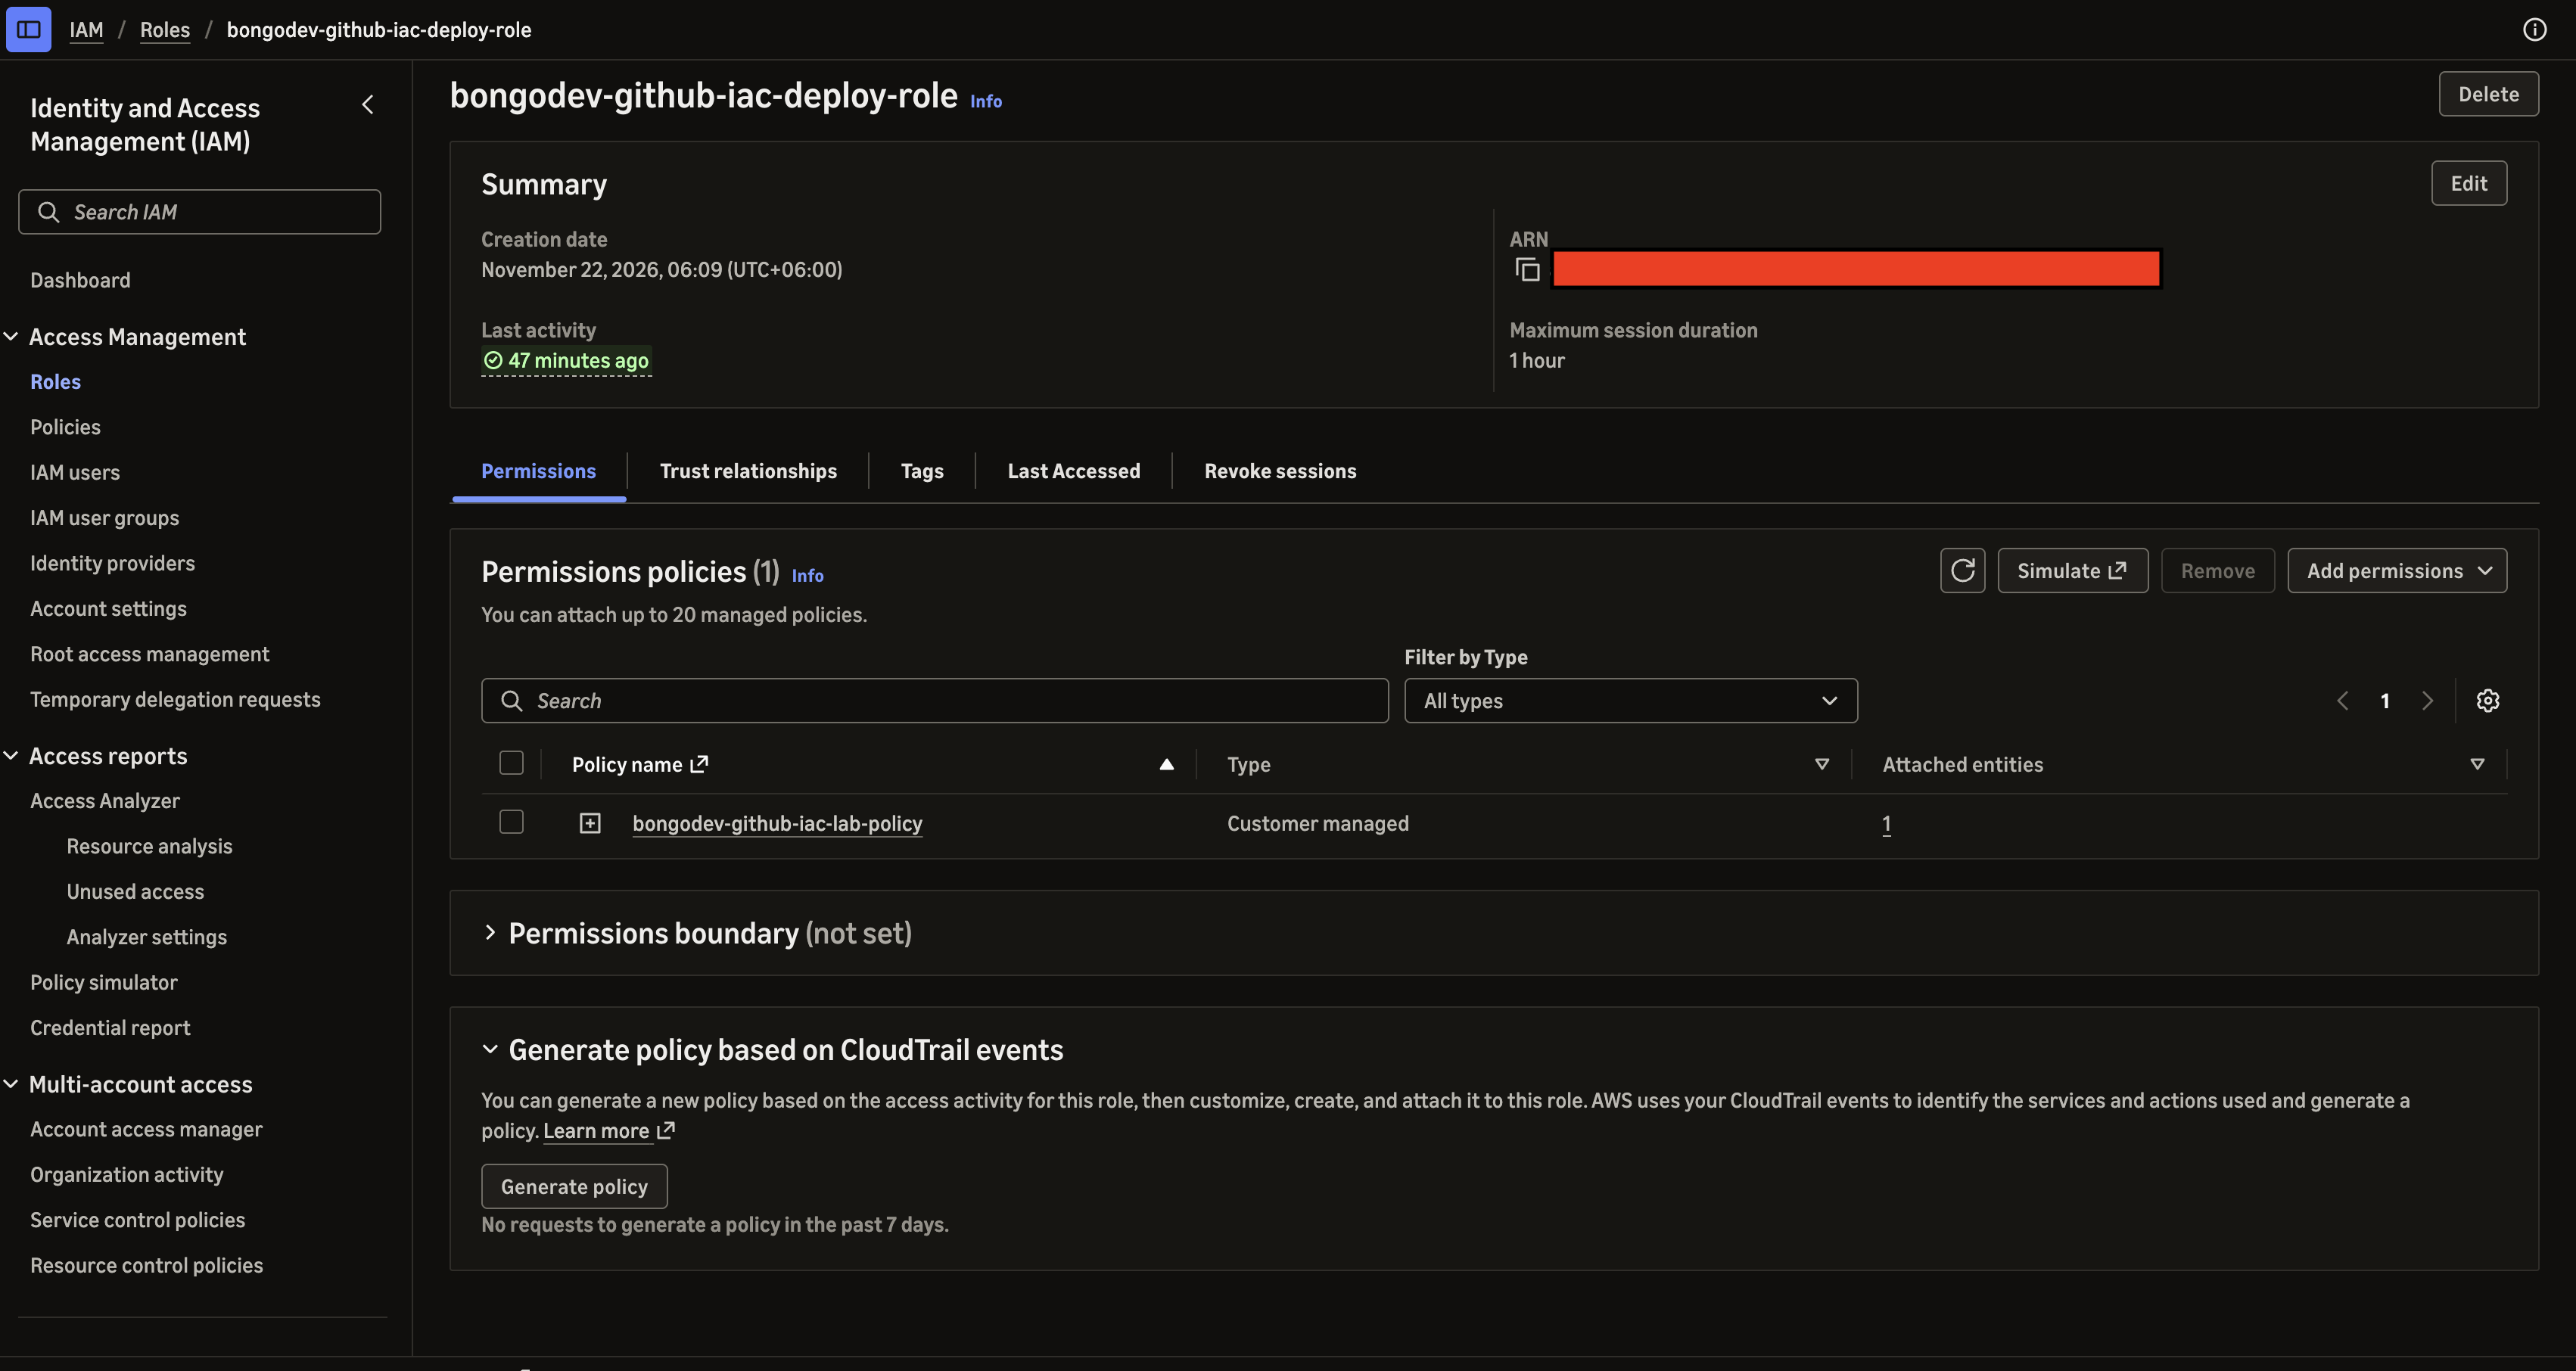 IAM / Roles / bongodev-github-iac-deploy-role
Identity and Access
Management (IAM)
Search IAM
Dashboard
Access Management
Roles
Policies
IAM users
IAM user groups
Identity providers
Account settings
Root access management
Temporary delegation requests
Access reports
Access Analyzer
Resource analysis
Unused access
Analyzer settings
Policy simulator
Credential report
Multi-account access
Account access manager
Organization activity
Service control policies
Resource control policies
bongodev-github-iac-deploy-role Info
Delete
Summary
Edit
Creation date
November 22, 2026, 06:09 (UTC+06:00)
ARN
Last activity
47 minutes ago
Maximum session duration
1 hour
Permissions
Trust relationships
Tags
Last Accessed
Revoke sessions
Permissions policies (1) Info
Simulate
Remove
Add permissions
You can attach up to 20 managed policies.
Filter by Type
Search
All types
1
Policy name
Type
Attached entities
bongodev-github-iac-lab-policy
Customer managed
1
Permissions boundary (not set)
Generate policy based on CloudTrail events
You can generate a new policy based on the access activity for this role, then customize, create, and attach it to this role. AWS uses your CloudTrail events to identify the services and actions used and generate a
policy. Learn more
Generate policy
No requests to generate a policy in the past 7 days.